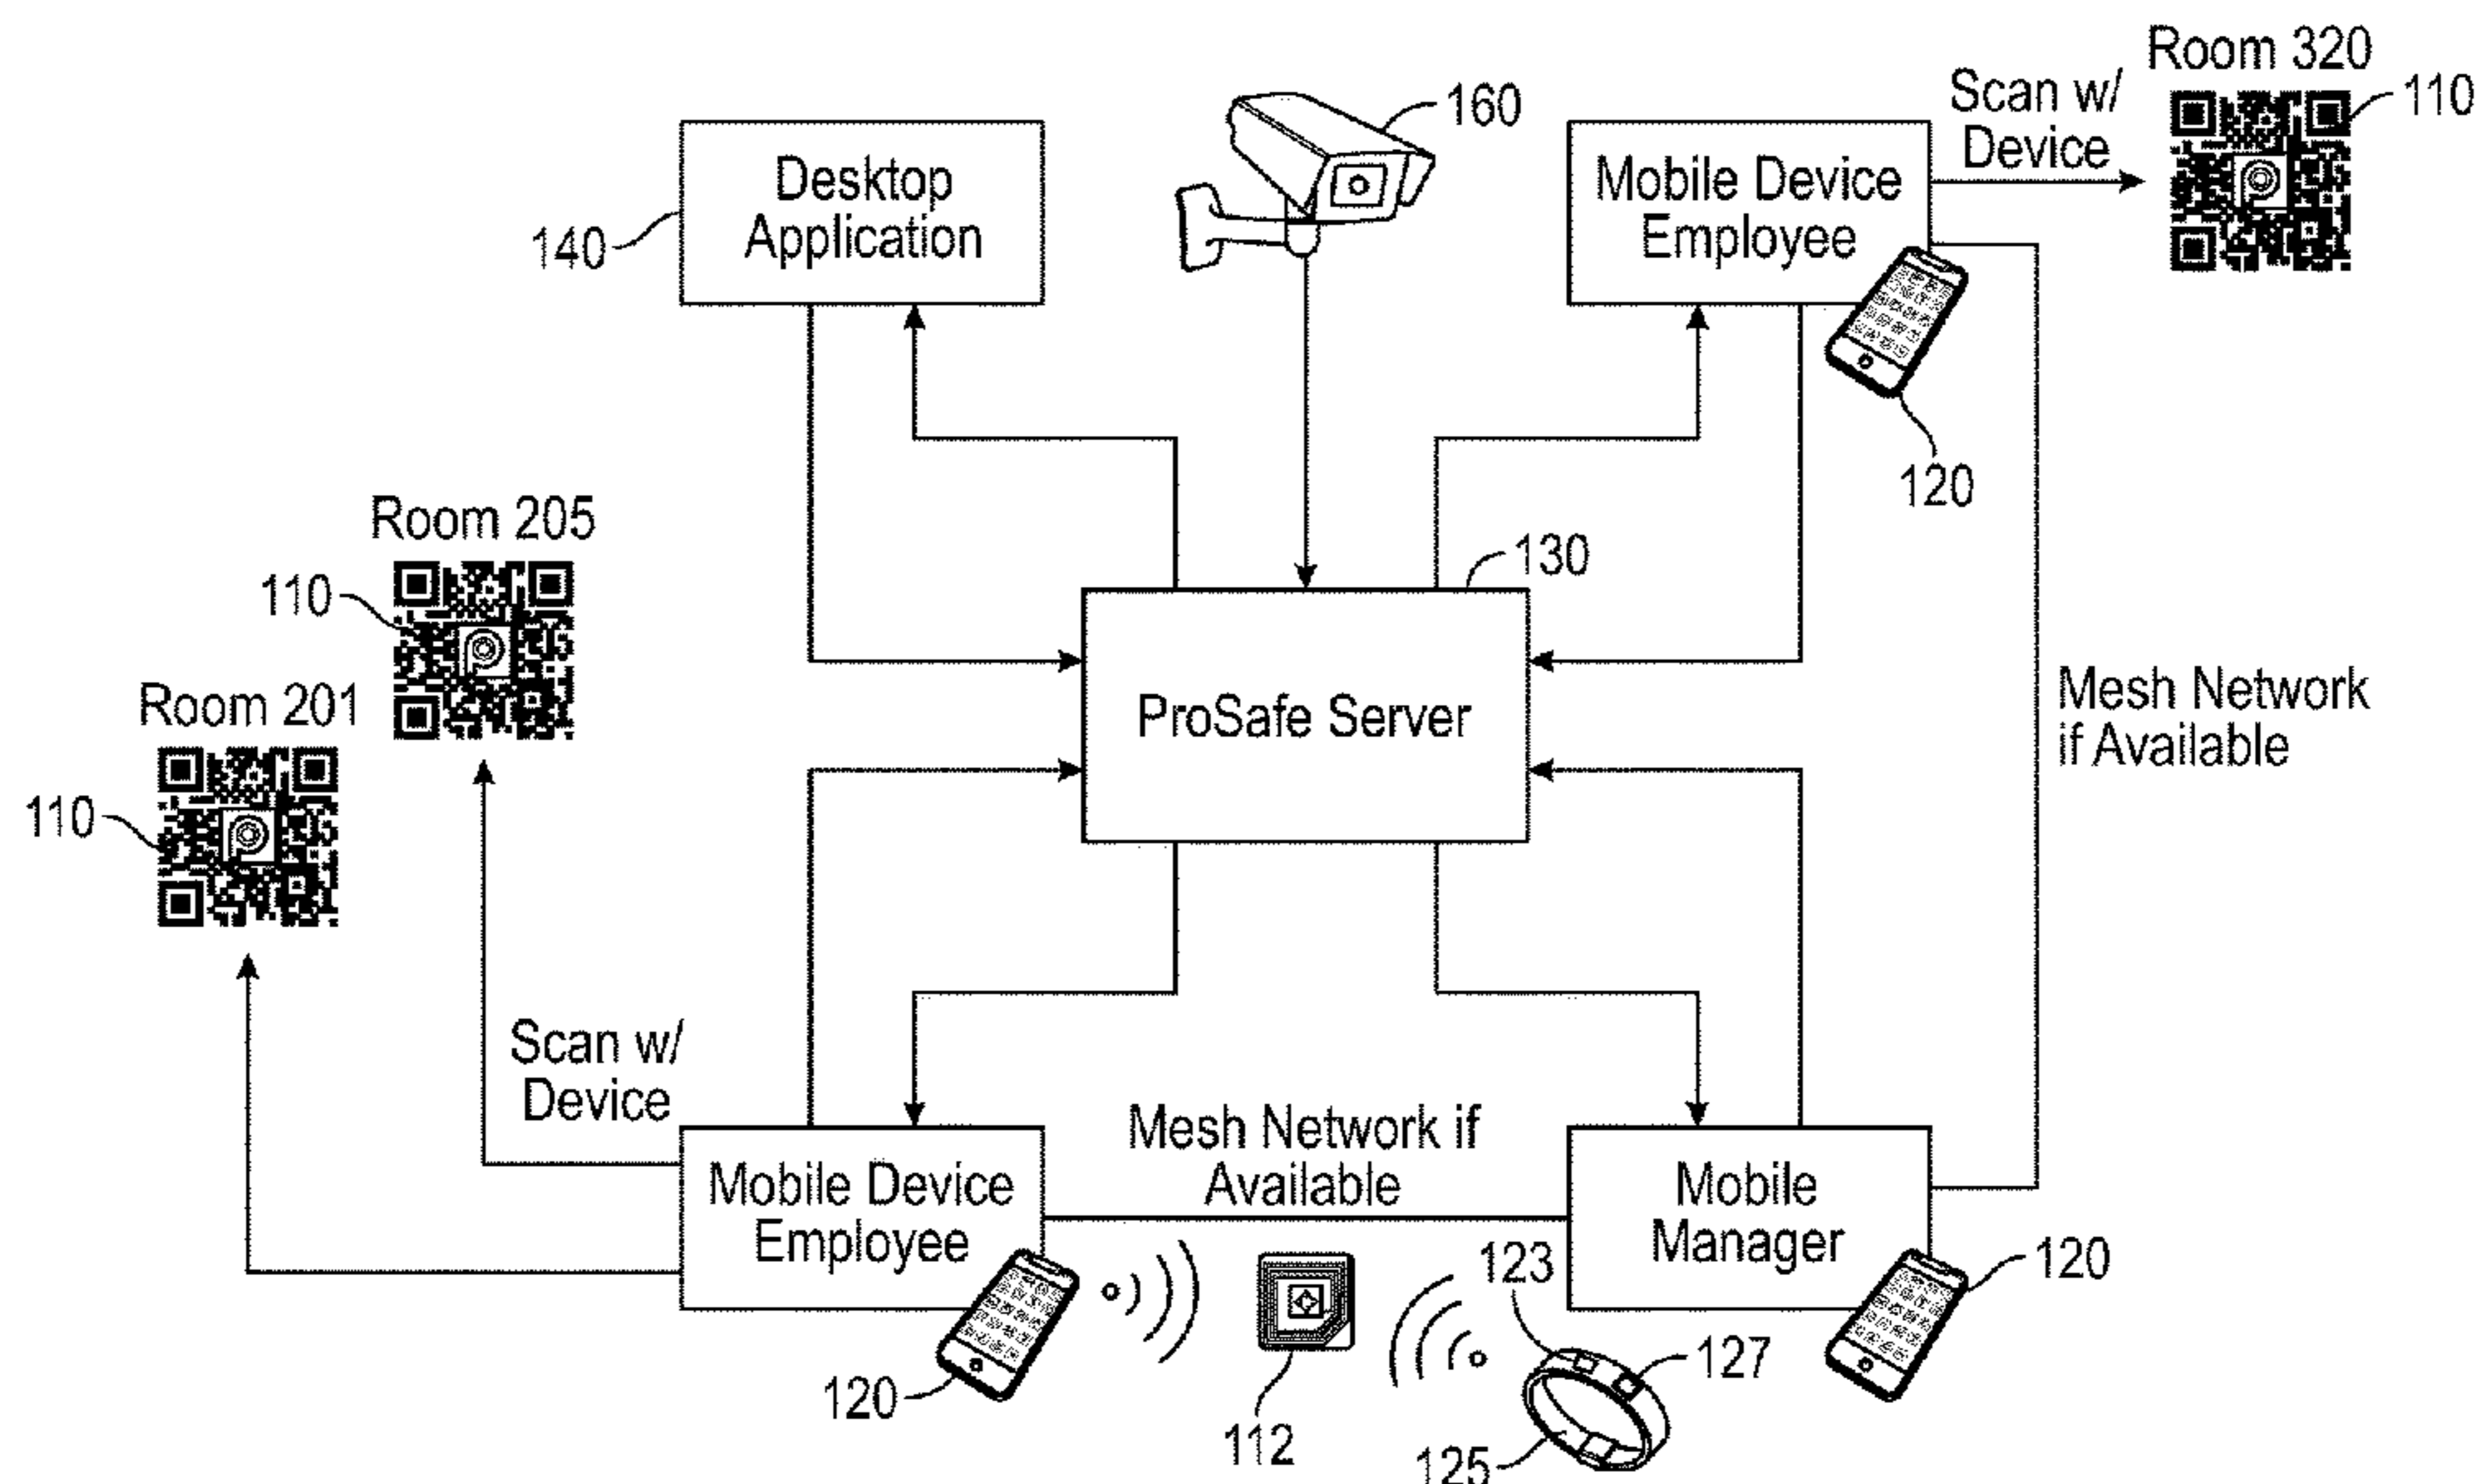 Room 320
Scan w/
Device
110
160
Desktop
Application
140
Mobile Device
Employee
120
Room 205
110
130
Room 201
110
ProSafe Server
Mesh Network
if Available
Scan w/
Device
Mesh Network if
Available
Mobile Device
Employee
Mobile
Manager
123
120
127
120
112
125